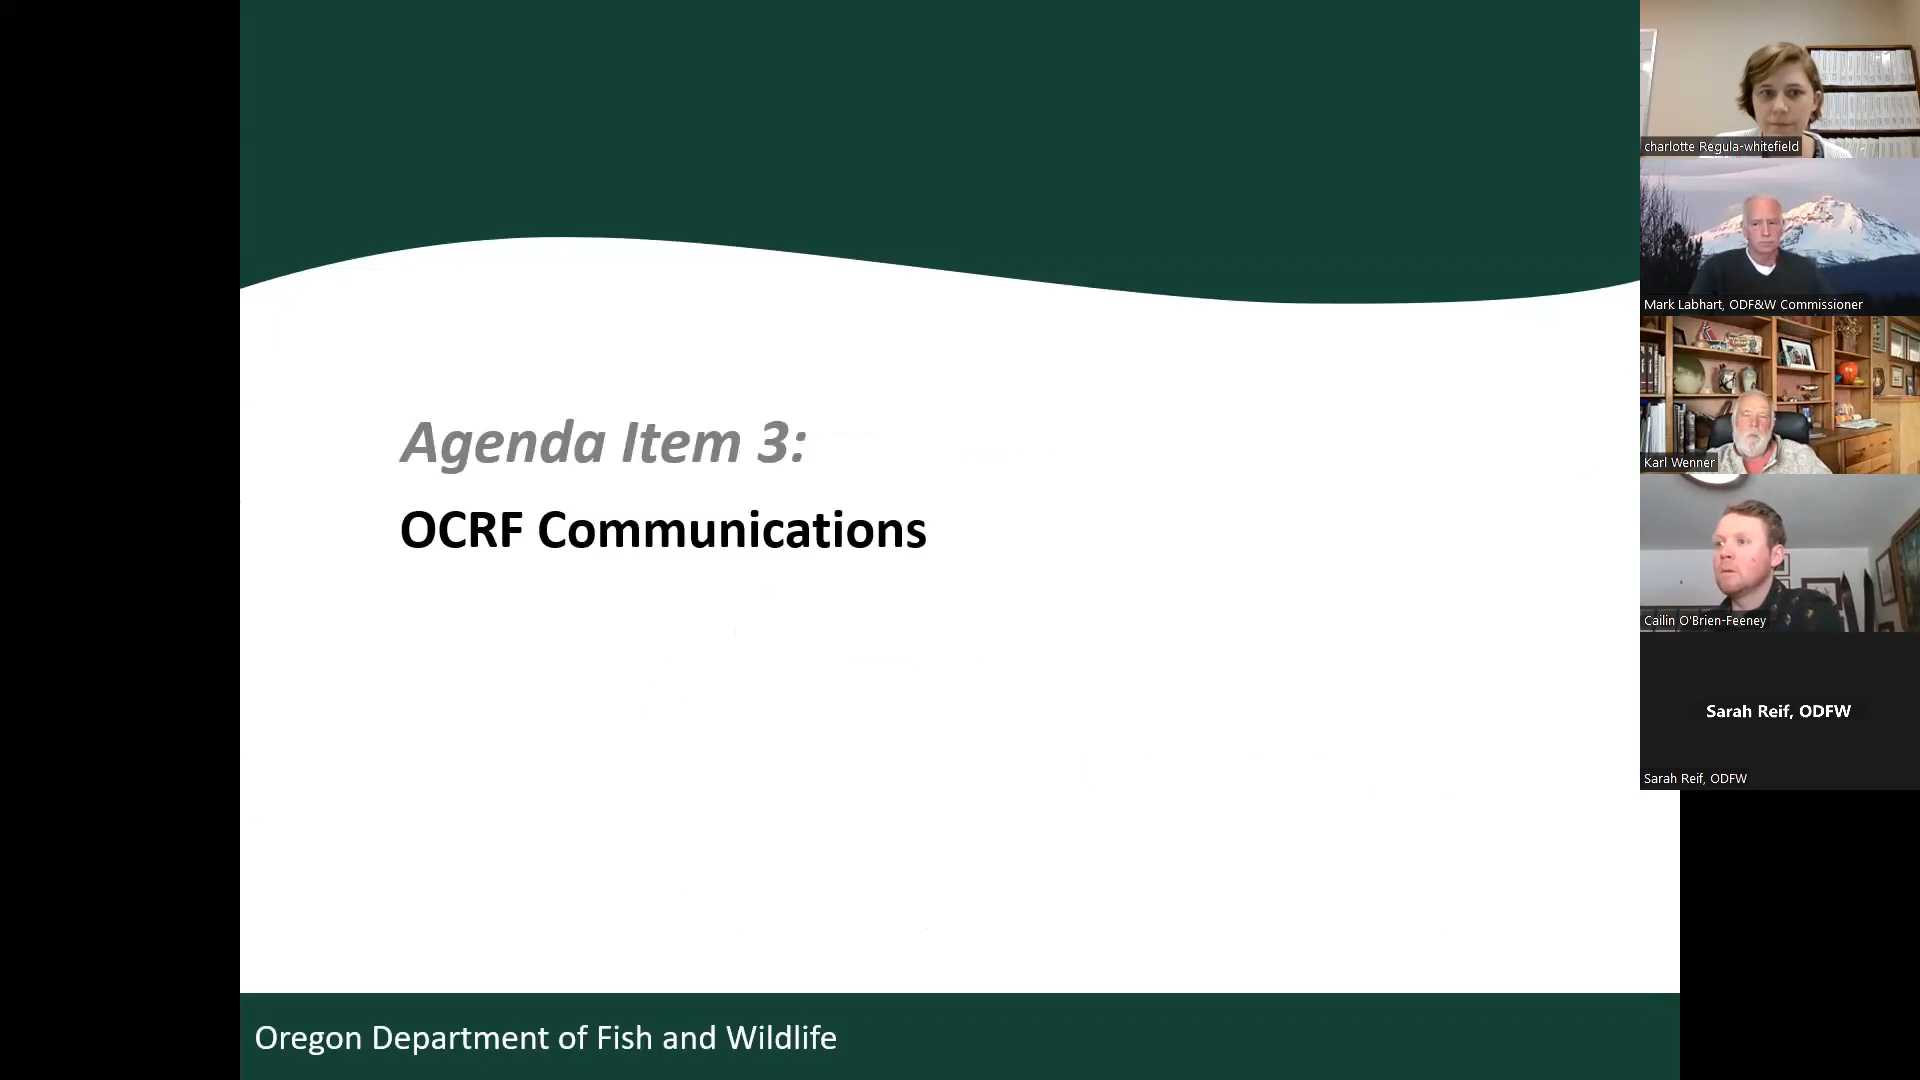 Agenda Item 3:
OCRF Communications
Oregon Department of Fish and Wildlife
charlotte Regula-whitefield
Mark Labhart, ODF&W Commissioner
Karl Wenner
Cailin O'Brien-Feeney
Sarah Reif, ODFW
Sarah Reif, ODFW